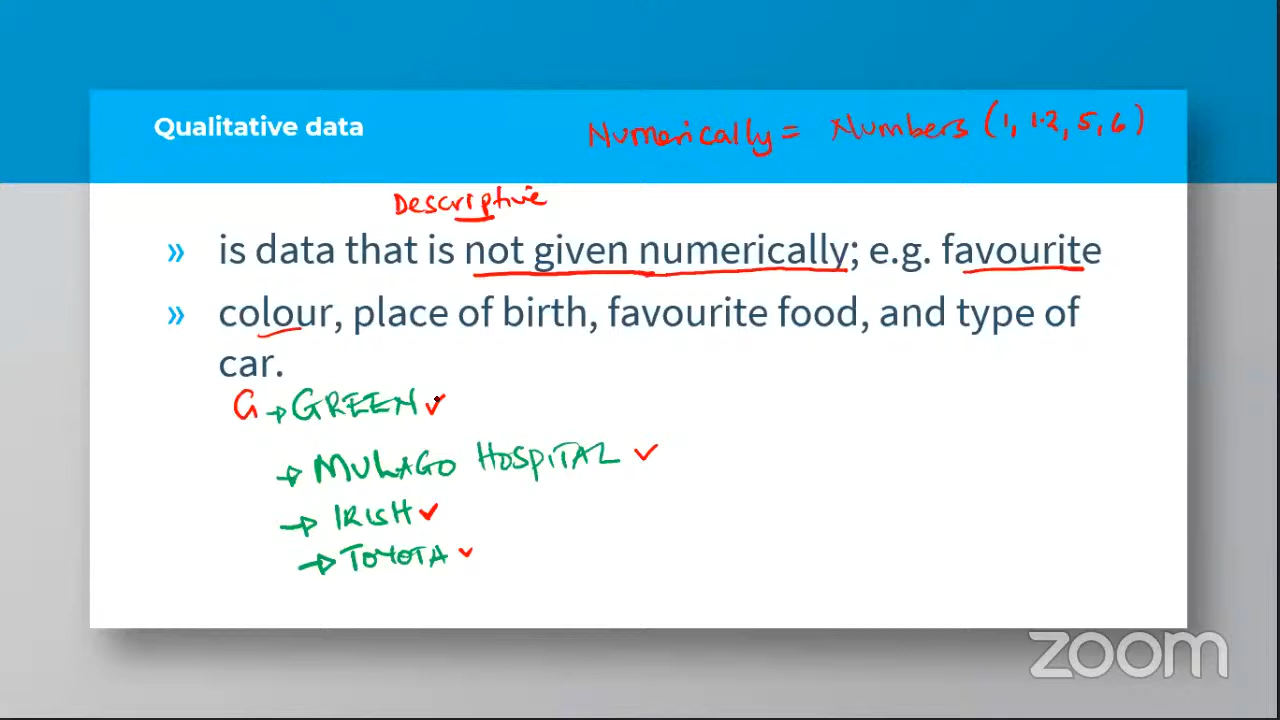 Qualitative data
Numerically = Numbers (1, 1.2, 5, 6)
Descriptive
» is data that is not given numerically; e.g. favourite
» colour, place of birth, favourite food, and type of
car.
G → GREEN ✓
→ MULAGO HOSPITAL ✓
→ IRISH ✓
→ TOYOTA ✓
zoom